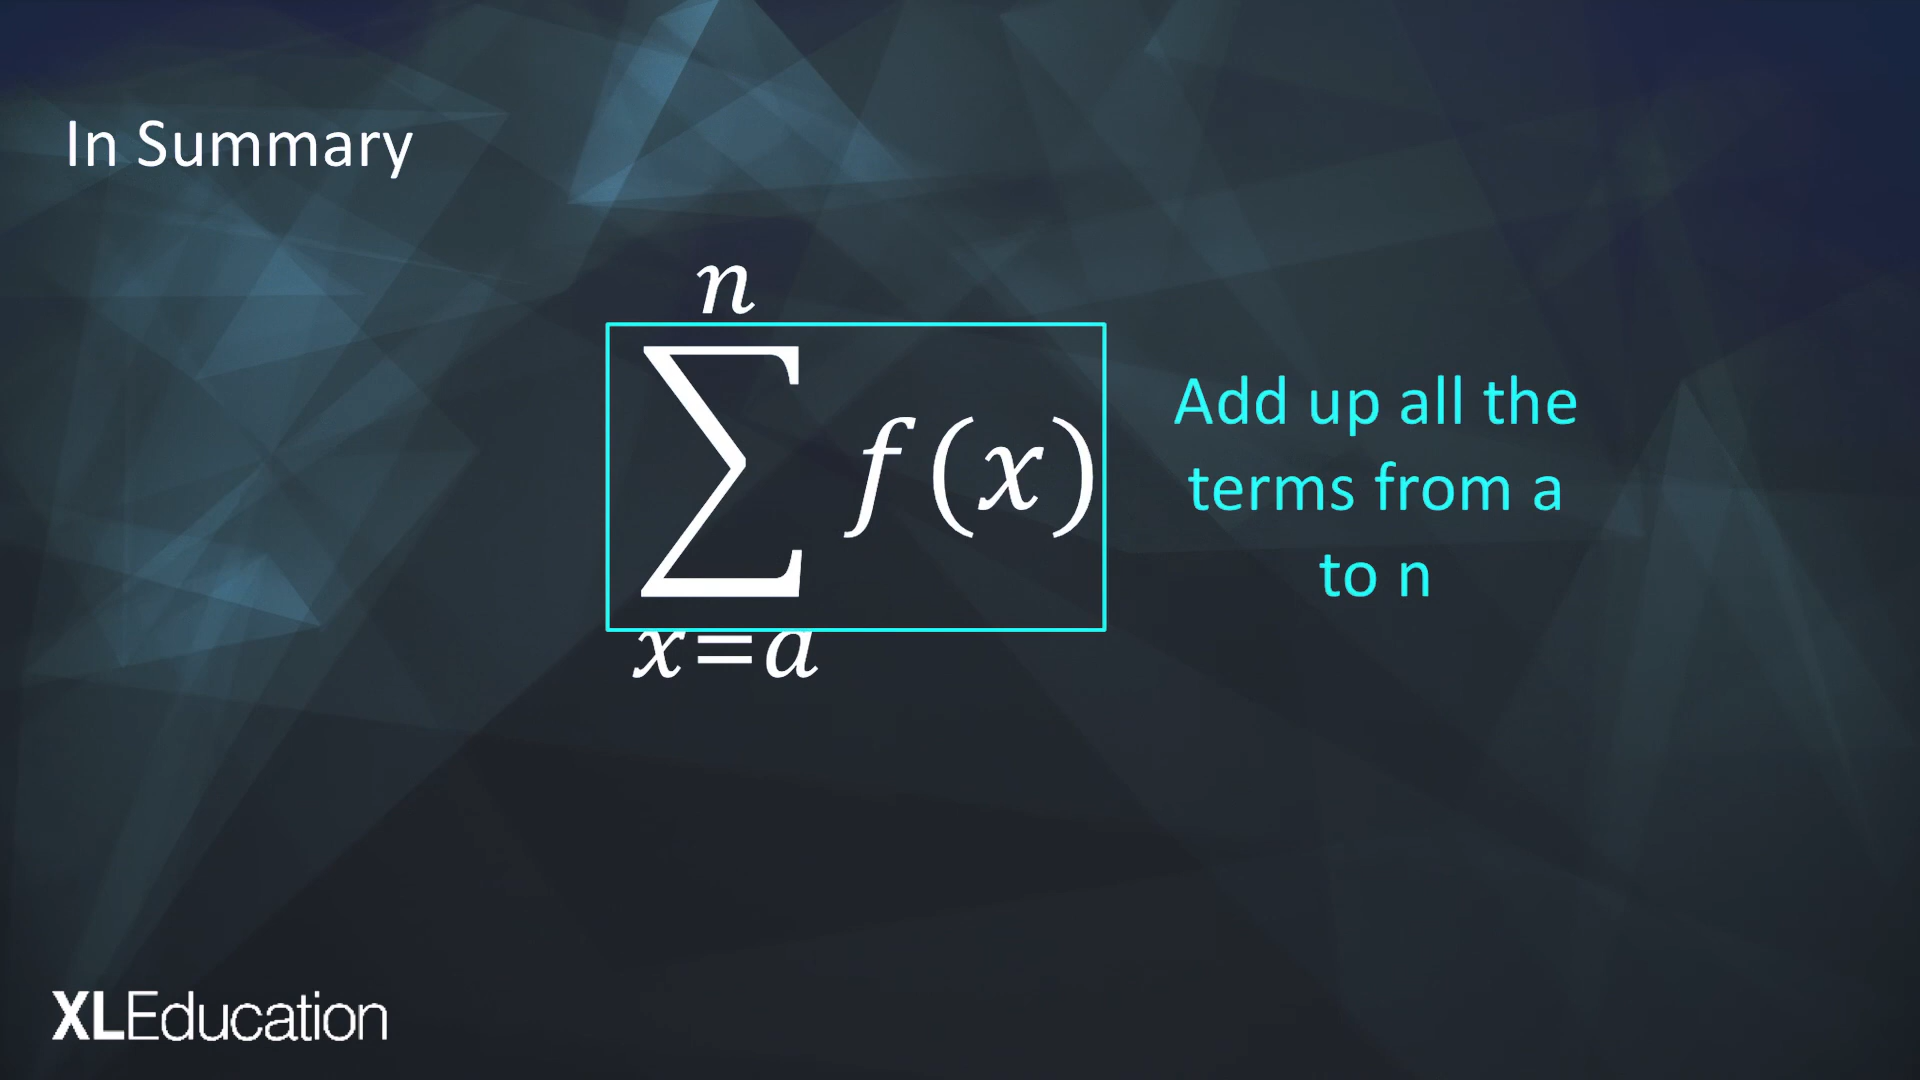 In Summary
n
∑ f(x)
x=a
Add up all the
terms from a
to n
XLEducation